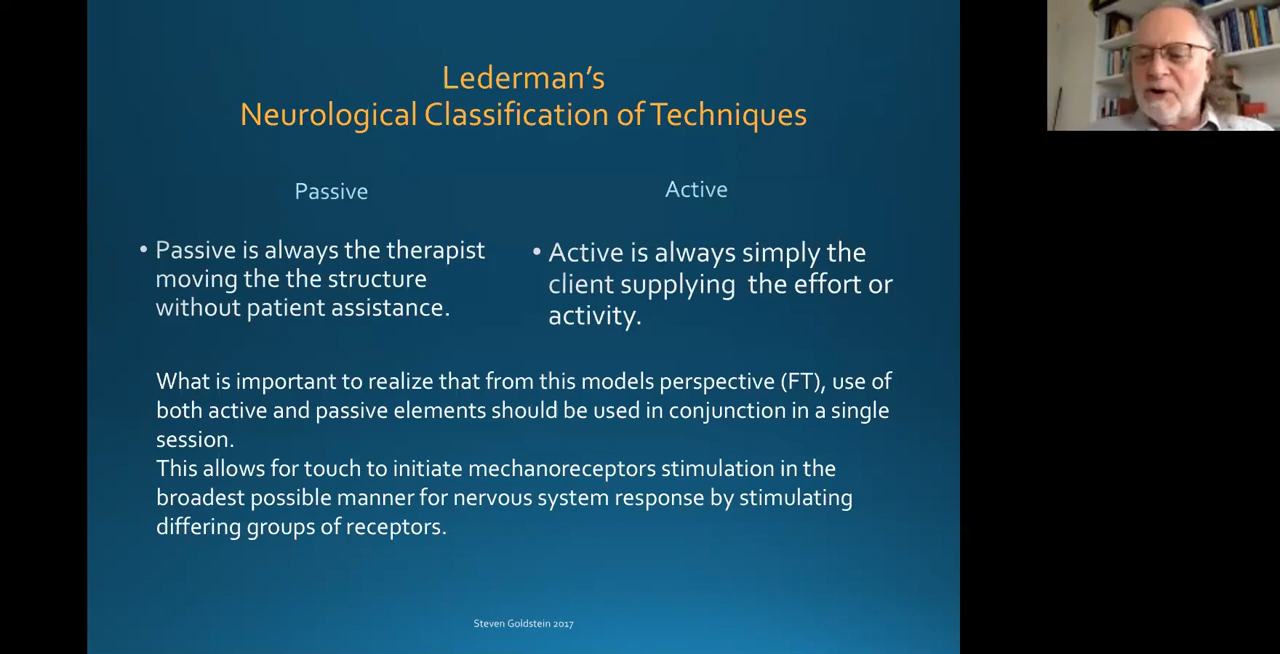 Lederman's
Neurological Classification of Techniques
Passive
• Passive is always the therapist
moving the the structure
without patient assistance.
Active
• Active is always simply the
client supplying the effort or
activity.
What is important to realize that from this models perspective (FT), use of
both active and passive elements should be used in conjunction in a single
session.
This allows for touch to initiate mechanoreceptors stimulation in the
broadest possible manner for nervous system response by stimulating
differing groups of receptors.
Steven Goldstein 2017